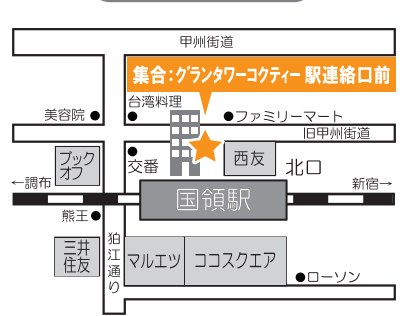 甲州街道
集合：グランタワーコクティー 駅連絡口前
美容院●
台湾料理
●ファミリーマート
旧甲州街道
ブック
オフ
交番
西友
北口
←調布
新宿→
国領駅
熊王●
狛江通り
三井
住友
マルエツ
ココスクエア
●ローソン